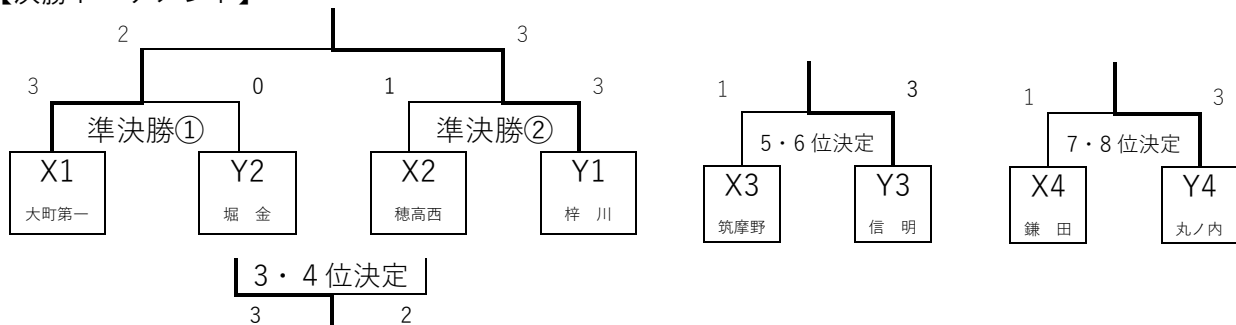 【決勝トーナメント】
2 3
3 0 1 3
準決勝① 準決勝②
X1 Y2 X2 Y1
大町第一 堀 金 穂高西 梓 川
3・4位決定
3 2
1 3
5・6位決定
X3 Y3
筑摩野 信 明
1 3
7・8位決定
X4 Y4
鎌 田 丸ノ内